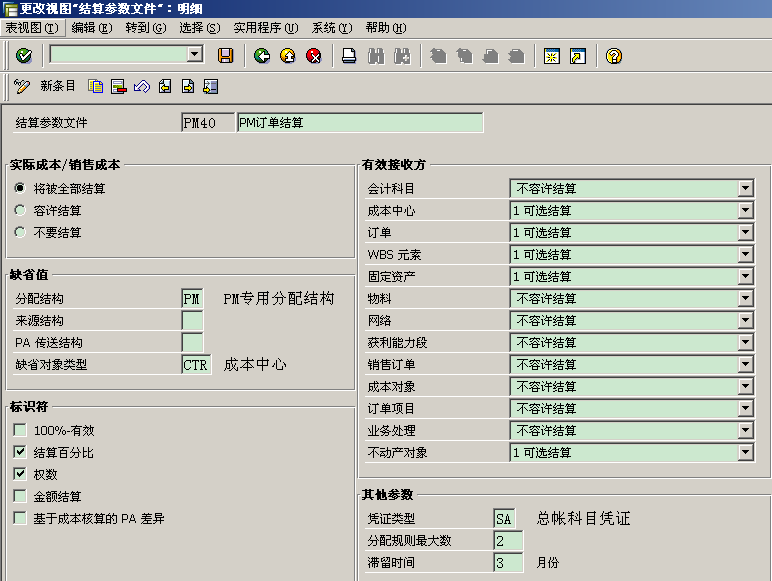 更改视图"结算参数文件": 明细
表视图(T) 编辑(E) 转到(G) 选择(S) 实用程序(U) 系统(Y) 帮助(H)
新条目
结算参数文件 PM40 PM订单结算
实际成本/销售成本
将被全部结算
容许结算
不要结算
缺省值
分配结构 PM PM专用分配结构
来源结构
PA 传送结构
缺省对象类型 CTR 成本中心
标识符
100%-有效
结算百分比
权数
金额结算
基于成本核算的 PA 差异
有效接收方
会计科目 不容许结算
成本中心 1 可选结算
订单 1 可选结算
WBS 元素 1 可选结算
固定资产 1 可选结算
物料 不容许结算
网络 不容许结算
获利能力段 不容许结算
销售订单 不容许结算
成本对象 不容许结算
订单项目 不容许结算
业务处理 不容许结算
不动产对象 1 可选结算
其他参数
凭证类型 SA 总帐科目凭证
分配规则最大数 2
滞留时间 3 月份